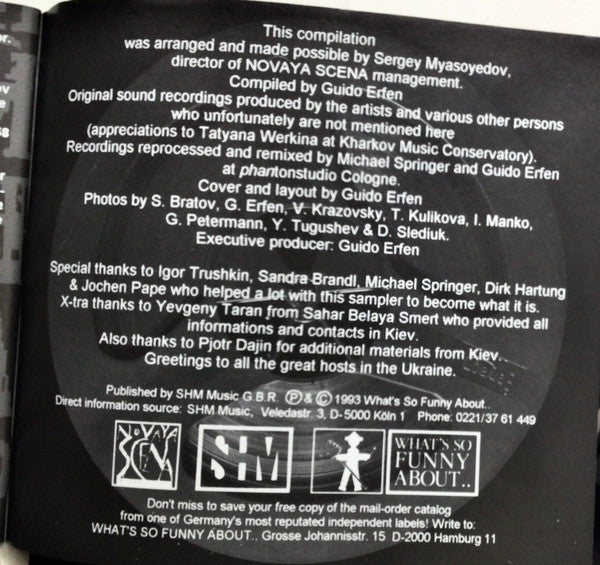 This compilation
was arranged and made possible by Sergey Myasoyedov,
director of NOVAYA SCENA management.
Compiled by Guido Erfen
Original sound recordings produced by the artists and various other persons
who unfortunately are not mentioned here
(appreciations to Tatyana Werkina at Kharkov Music Conservatory).
Recordings reprocessed and remixed by Michael Springer and Guido Erfen
at phantonstudio Cologne.
Cover and layout by Guido Erfen
Photos by S. Bratov, G. Erfen, V. Krazovsky, T. Kulikova, I. Manko,
G. Petermann, Y. Tugushev & D. Slediuk.
Executive producer: Guido Erfen
Special thanks to Igor Trushkin, Sandra Brandl, Michael Springer, Dirk Hartung
& Jochen Pape who helped a lot with this sampler to become what it is.
X-tra thanks to Yevgeny Taran from Sahar Belaya Smert who provided all
informations and contacts in Kiev.
Also thanks to Pjotr Dajin for additional materials from Kiev..
Greetings to all the great hosts in the Ukraine.
Published by SHM Music G.B.R. Ⓟ & © 1993 What's So Funny About..
Direct information source: SHM Music, Veledastr. 3, D-5000 Köln 1 Phone: 0221/37 61 449
NOVAYA
SCENA
SHM
WHAT'S SO
FUNNY
ABOUT..
Don't miss to save your free copy of the mail-order catalog
from one of Germany's most reputated independent labels! Write to:
WHAT'S SO FUNNY ABOUT.. Grosse Johannisstr. 15 D-2000 Hamburg 11